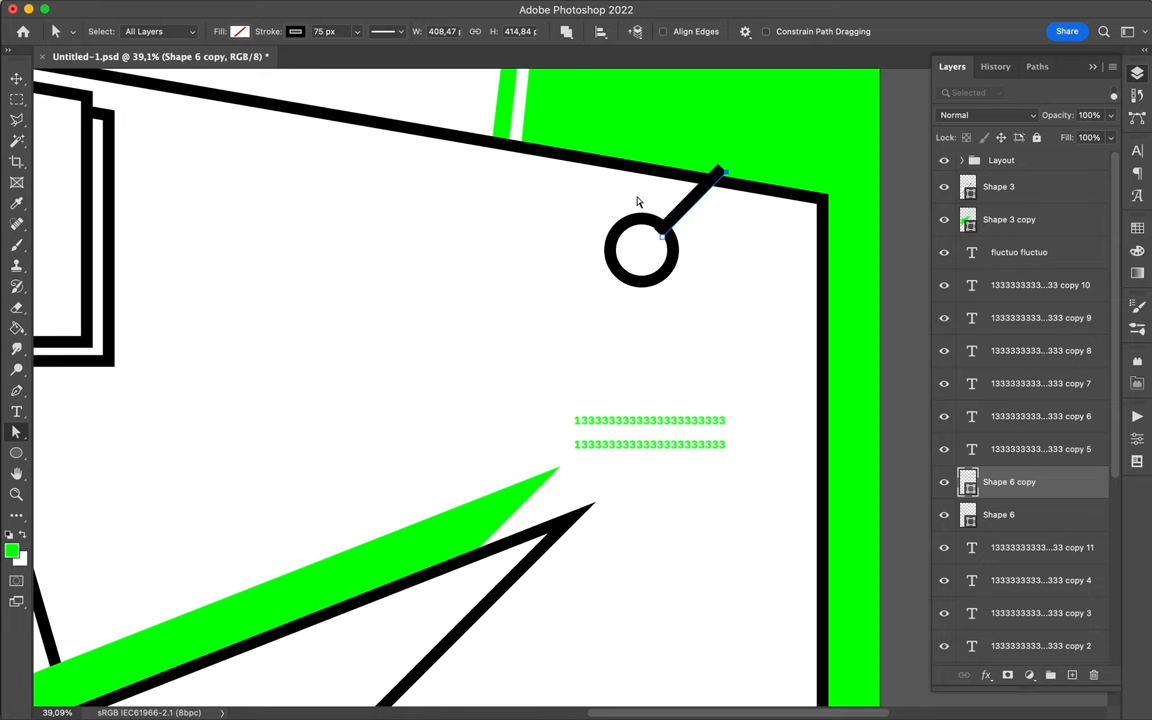 Adobe Photoshop 2022
Select: All Layers Fill: Stroke: 75 px W: 408,47 p H: 414,84 p Align Edges Constrain Path Dragging Share
Untitled-1.psd @ 39,1% (Shape 6 copy, RGB/8) *
Layers History Paths
Selected
Normal Opacity: 100%
Lock: Fill: 100%
Layout
Shape 3
Shape 3 copy
fluctuo fluctuo
1333333333...33 copy 10
1333333333...333 copy 9
1333333333...333 copy 8
1333333333...333 copy 7
1333333333...333 copy 6
1333333333...333 copy 5
Shape 6 copy
Shape 6
1333333333...33 copy 11
1333333333...333 copy 4
1333333333...333 copy 3
1333333333...333 copy 2
1333333333333333333333
1333333333333333333333
39,09% sRGB IEC61966-2.1 (8bpc)